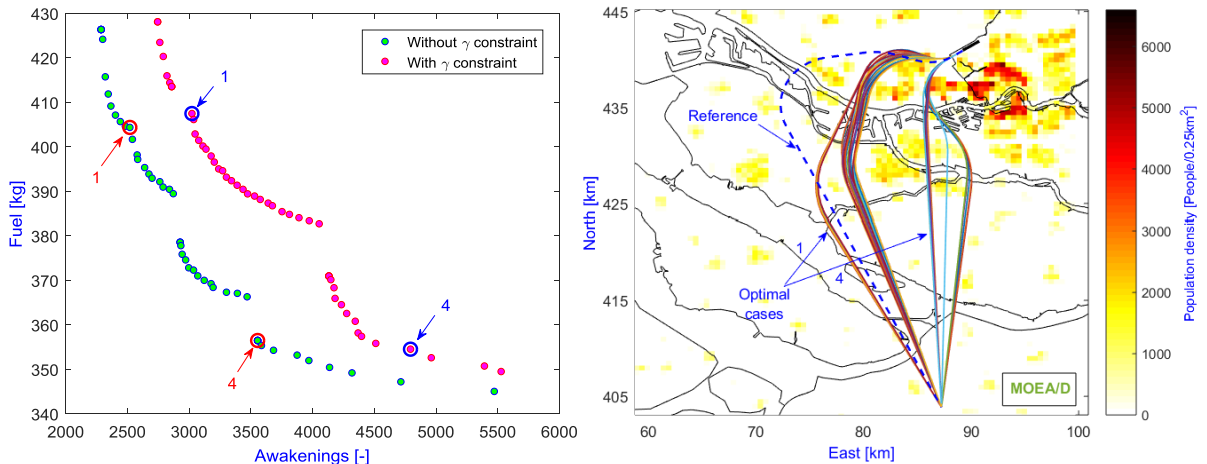 430
420
410
400
390
380
370
360
350
340
Fuel [kg]
2000 2500 3000 3500 4000 4500 5000 5500 6000
Awakenings [-]
Without γ constraint
With γ constraint
1
1
4
4
445
435
425
415
405
North [km]
60 70 80 90 100
East [km]
Reference
1
4
Optimal
cases
MOEA/D
6000
5000
4000
3000
2000
1000
0
Population density [People/0.25km²]